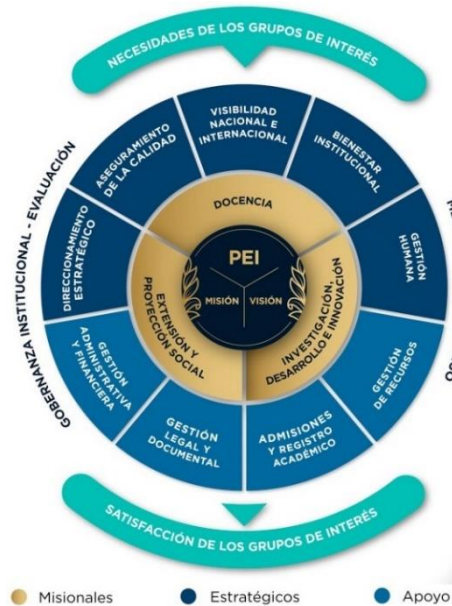 NECESIDADES DE LOS GRUPOS DE INTERÉS
GOBERNANZA INSTITUCIONAL - EVALUACIÓN
VISIBILIDAD
NACIONAL E
INTERNACIONAL
ASEGURAMIENTO
DE LA CALIDAD
BIENESTAR
INSTITUCIONAL
DIRECCIONAMIENTO
ESTRATÉGICO
GESTIÓN
HUMANA
DOCENCIA
PEI
MISIÓN
VISIÓN
EXTENSIÓN Y
PROYECCIÓN SOCIAL
INVESTIGACIÓN,
DESARROLLO E INNOVACIÓN
GESTIÓN
ADMINISTRATIVA
Y FINANCIERA
GESTIÓN
DE RECURSOS
GESTIÓN
LEGAL Y
DOCUMENTAL
ADMISIONES
Y REGISTRO
ACADÉMICO
SATISFACCIÓN DE LOS GRUPOS DE INTERÉS
Misionales
Estratégicos
Apoyo